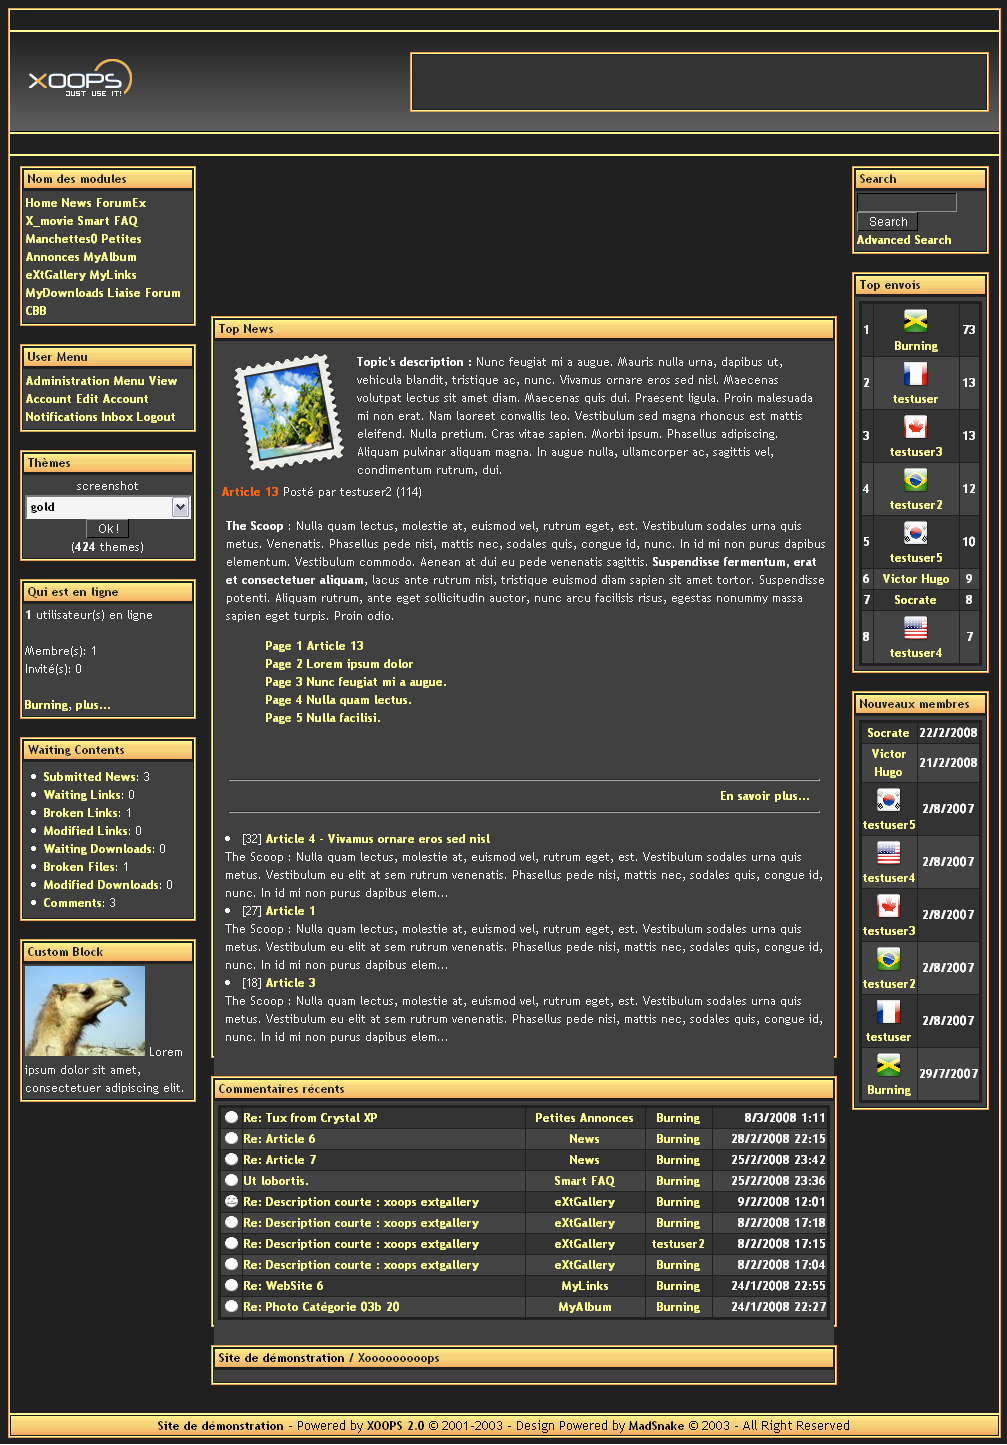 XOOPS
JUST USE IT!
Nom des modules
Home News ForumEx
X_movie Smart FAQ
Manchettes0 Petites
Annonces MyAlbum
eXtGallery MyLinks
MyDownloads Liaise Forum
CBB
User Menu
Administration Menu View
Account Edit Account
Notifications Inbox Logout
Thèmes
screenshot
gold
Ok!
(424 themes)
Qui est en ligne
1 utilisateur(s) en ligne
Membre(s): 1
Invité(s): 0
Burning, plus...
Waiting Contents
Submitted News: 3
Waiting Links: 0
Broken Links: 1
Modified Links: 0
Waiting Downloads: 0
Broken Files: 1
Modified Downloads: 0
Comments: 3
Custom Block
Lorem
ipsum dolor sit amet,
consectetuer adipiscing elit.
Top News
Topic's description : Nunc feugiat mi a augue. Mauris nulla urna, dapibus ut,
vehicula blandit, tristique ac, nunc. Vivamus ornare eros sed nisl. Maecenas
volutpat lectus sit amet diam. Maecenas quis dui. Praesent ligula. Proin malesuada
mi non erat. Nam laoreet convallis leo. Vestibulum sed magna rhoncus est mattis
eleifend. Nulla pretium. Cras vitae sapien. Morbi ipsum. Phasellus adipiscing.
Aliquam pulvinar aliquam magna. In augue nulla, ullamcorper ac, sagittis vel,
condimentum rutrum, dui.
Article 13 Posté par testuser2 (114)
The Scoop : Nulla quam lectus, molestie at, euismod vel, rutrum eget, est. Vestibulum sodales urna quis
metus. Venenatis. Phasellus pede nisi, mattis nec, sodales quis, congue id, nunc. In id mi non purus dapibus
elementum. Vestibulum commodo. Aenean at dui eu pede venenatis sagittis. Suspendisse fermentum, erat
et consectetuer aliquam, lacus ante rutrum nisi, tristique euismod diam sapien sit amet tortor. Suspendisse
potenti. Aliquam rutrum, ante eget sollicitudin auctor, nunc arcu facilisis risus, egestas nonummy massa
sapien eget turpis. Proin odio.
Page 1 Article 13
Page 2 Lorem ipsum dolor
Page 3 Nunc feugiat mi a augue.
Page 4 Nulla quam lectus.
Page 5 Nulla facilisi.
En savoir plus...
[32] Article 4 - Vivamus ornare eros sed nisl
The Scoop : Nulla quam lectus, molestie at, euismod vel, rutrum eget, est. Vestibulum sodales urna quis
metus. Vestibulum eu elit at sem rutrum venenatis. Phasellus pede nisi, mattis nec, sodales quis, congue id,
nunc. In id mi non purus dapibus elem...
[27] Article 1
The Scoop : Nulla quam lectus, molestie at, euismod vel, rutrum eget, est. Vestibulum sodales urna quis
metus. Vestibulum eu elit at sem rutrum venenatis. Phasellus pede nisi, mattis nec, sodales quis, congue id,
nunc. In id mi non purus dapibus elem...
[18] Article 3
The Scoop : Nulla quam lectus, molestie at, euismod vel, rutrum eget, est. Vestibulum sodales urna quis
metus. Vestibulum eu elit at sem rutrum venenatis. Phasellus pede nisi, mattis nec, sodales quis, congue id,
nunc. In id mi non purus dapibus elem...
Commentaires récents
Re: Tux from Crystal XP Petites Annonces Burning 8/3/2008 1:11
Re: Article 6 News Burning 28/2/2008 22:15
Re: Article 7 News Burning 25/2/2008 23:42
Ut lobortis. Smart FAQ Burning 25/2/2008 23:36
Re: Description courte : xoops extgallery eXtGallery Burning 9/2/2008 12:01
Re: Description courte : xoops extgallery eXtGallery Burning 8/2/2008 17:18
Re: Description courte : xoops extgallery eXtGallery testuser2 8/2/2008 17:15
Re: Description courte : xoops extgallery eXtGallery Burning 8/2/2008 17:04
Re: WebSite 6 MyLinks Burning 24/1/2008 22:55
Re: Photo Catégorie 03b 20 MyAlbum Burning 24/1/2008 22:27
Site de démonstration / Xooooooooops
Search
Search
Advanced Search
Top envois
1 Burning 73
2 testuser 13
3 testuser3 13
4 testuser2 12
5 testuser5 10
6 Victor Hugo 9
7 Socrate 8
8 testuser4 7
Nouveaux membres
Socrate 22/2/2008
Victor
Hugo 21/2/2008
testuser5 2/8/2007
testuser4 2/8/2007
testuser3 2/8/2007
testuser2 2/8/2007
testuser 2/8/2007
Burning 29/7/2007
Site de démonstration - Powered by XOOPS 2.0 © 2001-2003 - Design Powered by MadSnake © 2003 - All Right Reserved